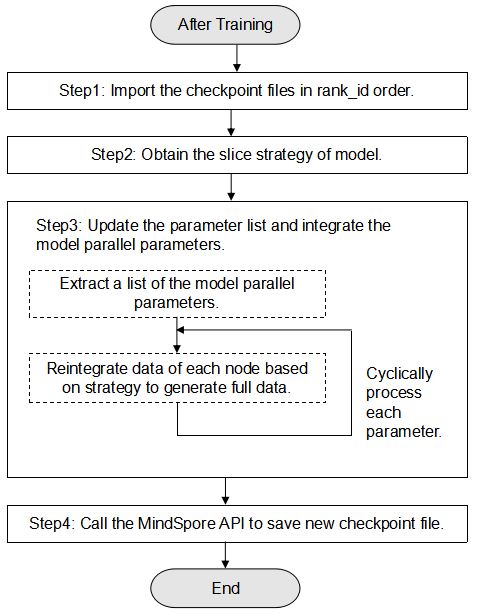 After Training
Step1: Import the checkpoint files in rank_id order.
Step2: Obtain the slice strategy of model.
Step3: Update the parameter list and integrate the
model parallel parameters.
Extract a list of the model parallel
parameters.
Reintegrate data of each node based
on strategy to generate full data.
Cyclically
process
each
parameter.
Step4: Call the MindSpore API to save new checkpoint file.
End